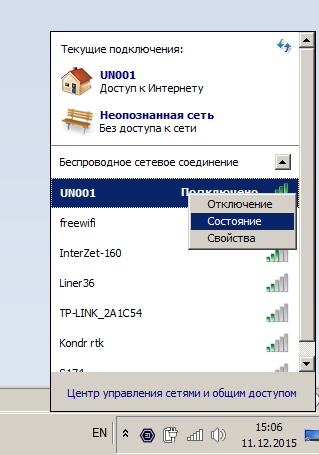 Текущие подключения:
UN001
Доступ к Интернету
Неопознанная сеть
Без доступа к сети
Беспроводное сетевое соединение
UN001 Подключено
Отключение
freewifi
Состояние
Свойства
InterZet-160
Liner36
TP-LINK_2A1C54
Kondr rtk
Центр управления сетями и общим доступом
EN
15:06
11.12.2015